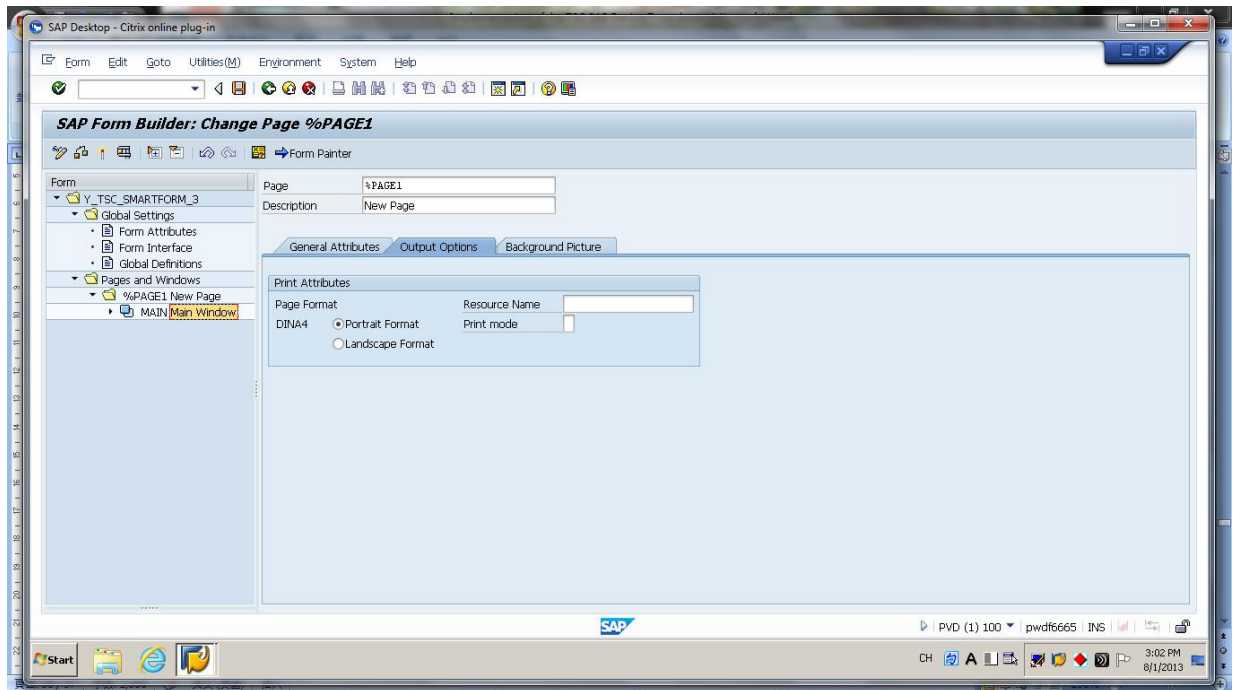 SAP Desktop - Citrix online plug-in
Form Edit Goto Utilities(M) Environment System Help
SAP Form Builder: Change Page %PAGE1
Form Painter
Form
Y_TSC_SMARTFORM_3
Global Settings
Form Attributes
Form Interface
Global Definitions
Pages and Windows
%PAGE1 New Page
MAIN Main Window
Page %PAGE1
Description New Page
General Attributes Output Options Background Picture
Print Attributes
Page Format Resource Name
DINA4 Portrait Format Print mode
Landscape Format
SAP
PVD (1) 100 pwdf6665 INS
Start
CH A 3:02 PM
8/1/2013